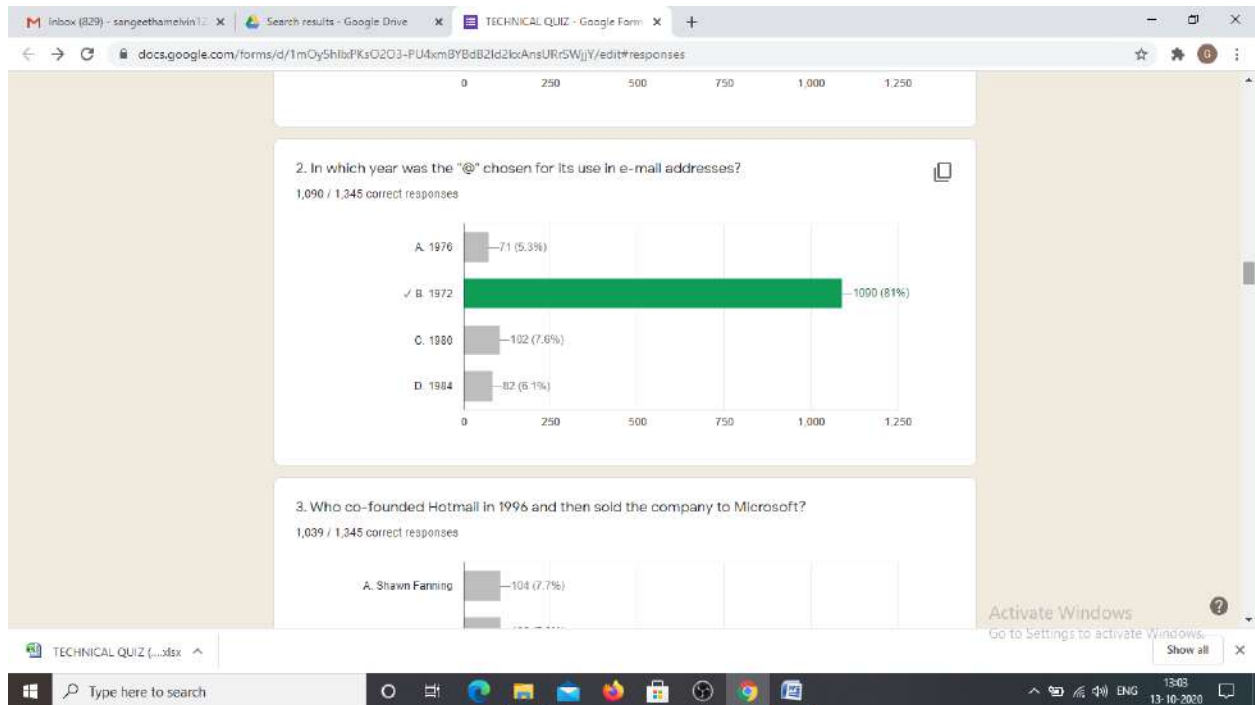 Inbox (829) - sangeethamelvin12
Search results - Google Drive
TECHNICAL QUIZ - Google Form
docs.google.com/forms/d/
/edit#responses
0 250 500 750 1,000 1,250
2. In which year was the "@" chosen for its use in e-mail addresses?
1,090 / 1,345 correct responses
A. 1976 71 (5.3%)
✓ B. 1972 1090 (81%)
C. 1980 102 (7.6%)
D. 1984 82 (6.1%)
0 250 500 750 1,000 1,250
3. Who co-founded Hotmail in 1996 and then sold the company to Microsoft?
1,039 / 1,345 correct responses
A. Shawn Fanning 104 (7.7%)
Activate Windows
Go to Settings to activate Windows.
TECHNICAL QUIZ (....xlsx
Show all
Type here to search
ENG
13:03
13-10-2020